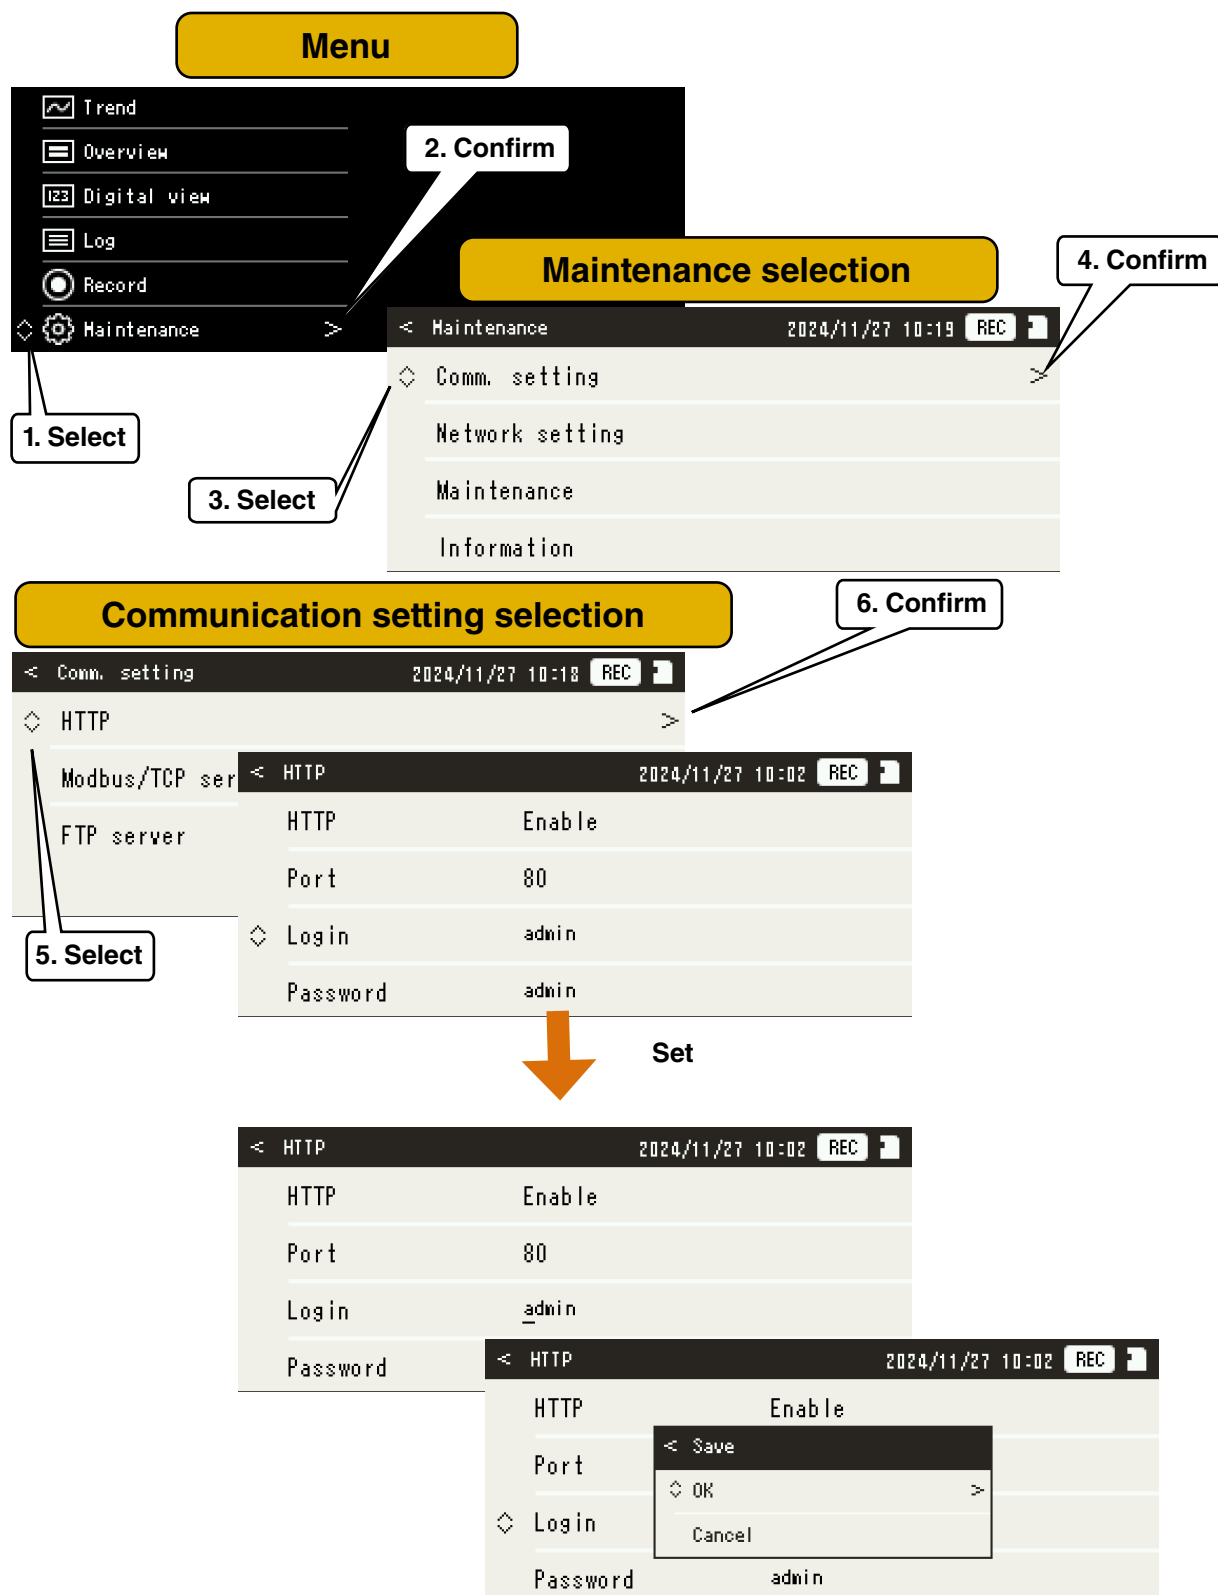 Menu
Trend
Overview
123 Digital view
Log
Record
Maintenance >
1. Select
2. Confirm
Maintenance selection
< Maintenance 2024/11/27 10:19 REC
Comm. setting >
Network setting
Maintenance
Information
3. Select
4. Confirm
Communication setting selection
< Comm. setting 2024/11/27 10:18 REC
HTTP >
Modbus/TCP ser
FTP server
5. Select
6. Confirm
< HTTP 2024/11/27 10:02 REC
HTTP Enable
Port 80
Login admin
Password admin
Set
< HTTP 2024/11/27 10:02 REC
HTTP Enable
Port 80
Login admin
Password
< HTTP 2024/11/27 10:02 REC
HTTP Enable
Port
Login
Password admin
< Save
OK >
Cancel